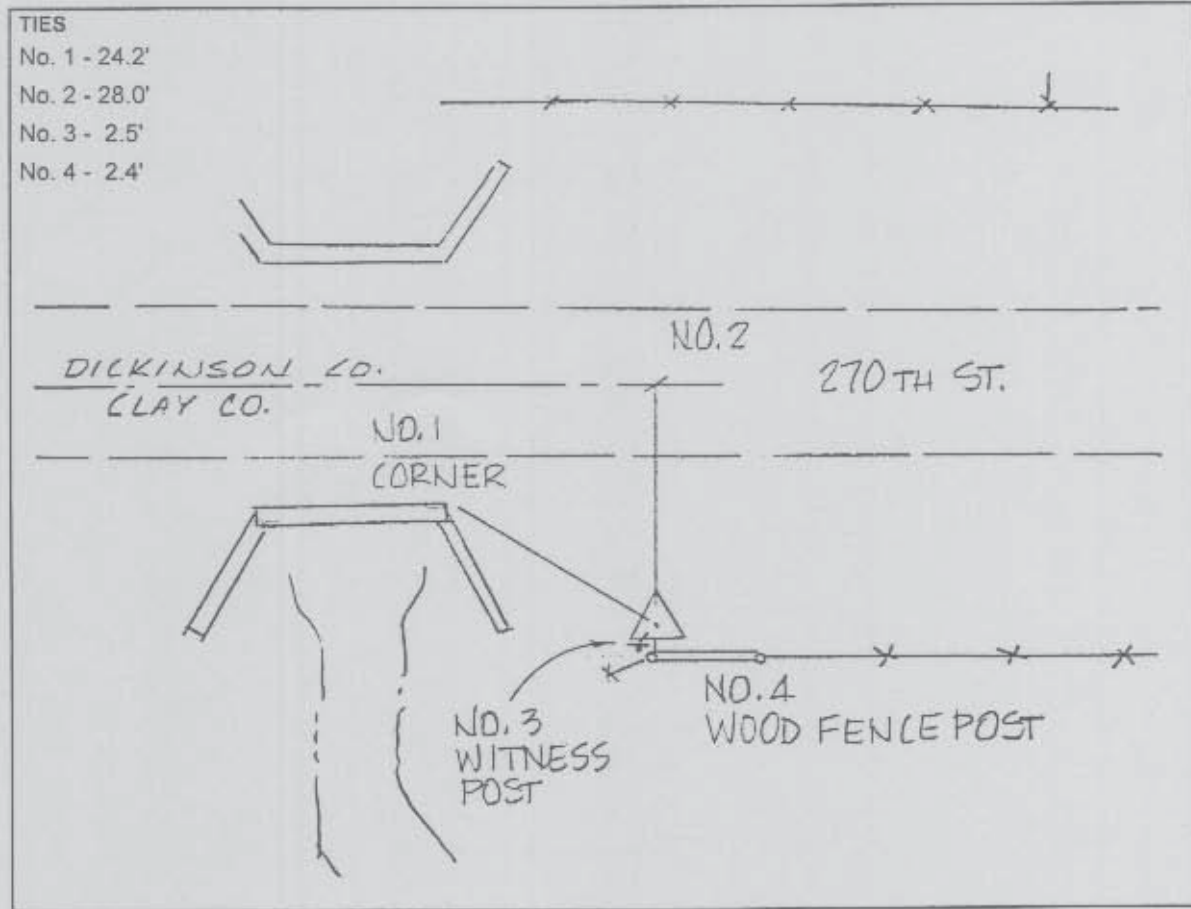 TIES
No. 1 - 24.2'
No. 2 - 28.0'
No. 3 - 2.5'
No. 4 - 2.4'
NO. 2
DICKINSON CO.
270TH ST.
CLAY CO.
NO. 1
CORNER
NO. 3
WITNESS
POST
NO. 4
WOOD FENCE POST